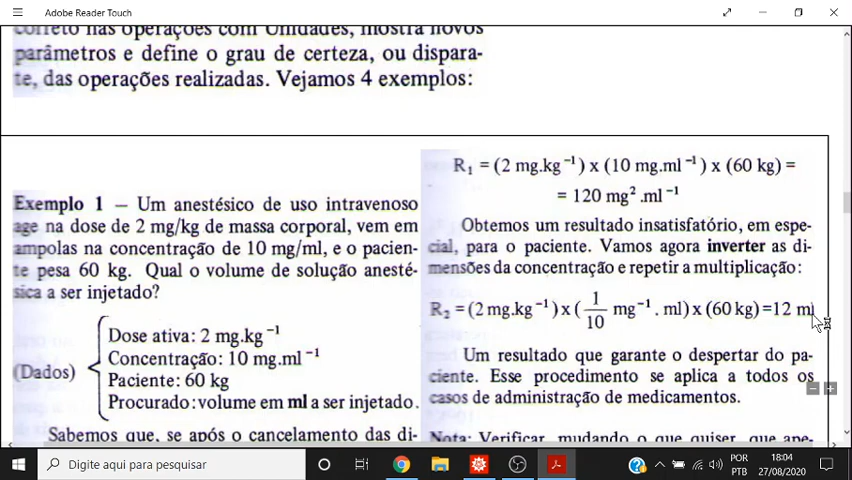 Adobe Reader Touch
correto nas operações com Unidades, mostra novos
parâmetros e define o grau de certeza, ou dispara-
te, das operações realizadas. Vejamos 4 exemplos:
Exemplo 1 — Um anestésico de uso intravenoso
age na dose de 2 mg/kg de massa corporal, vem em
ampolas na concentração de 10 mg/ml, e o pacien-
te pesa 60 kg. Qual o volume de solução anesté-
sica a ser injetado?
(Dados)
Dose ativa: 2 mg.kg⁻¹
Concentração: 10 mg.ml⁻¹
Paciente: 60 kg
Procurado: volume em ml a ser injetado.
Sabemos que, se após o cancelamento das di-
R₁ = (2 mg.kg⁻¹) x (10 mg.ml⁻¹) x (60 kg) =
= 120 mg².ml⁻¹
Obtemos um resultado insatisfatório, em espe-
cial, para o paciente. Vamos agora inverter as di-
mensões da concentração e repetir a multiplicação:
R₂ = (2 mg.kg⁻¹) x (1/10 mg⁻¹ . ml) x (60 kg) =12 ml
Um resultado que garante o despertar do pa-
ciente. Esse procedimento se aplica a todos os
casos de administração de medicamentos.
Nota: Verificar, mudando o que quiser, que ape-
Digite aqui para pesquisar
POR
PTB
18:04
27/08/2020